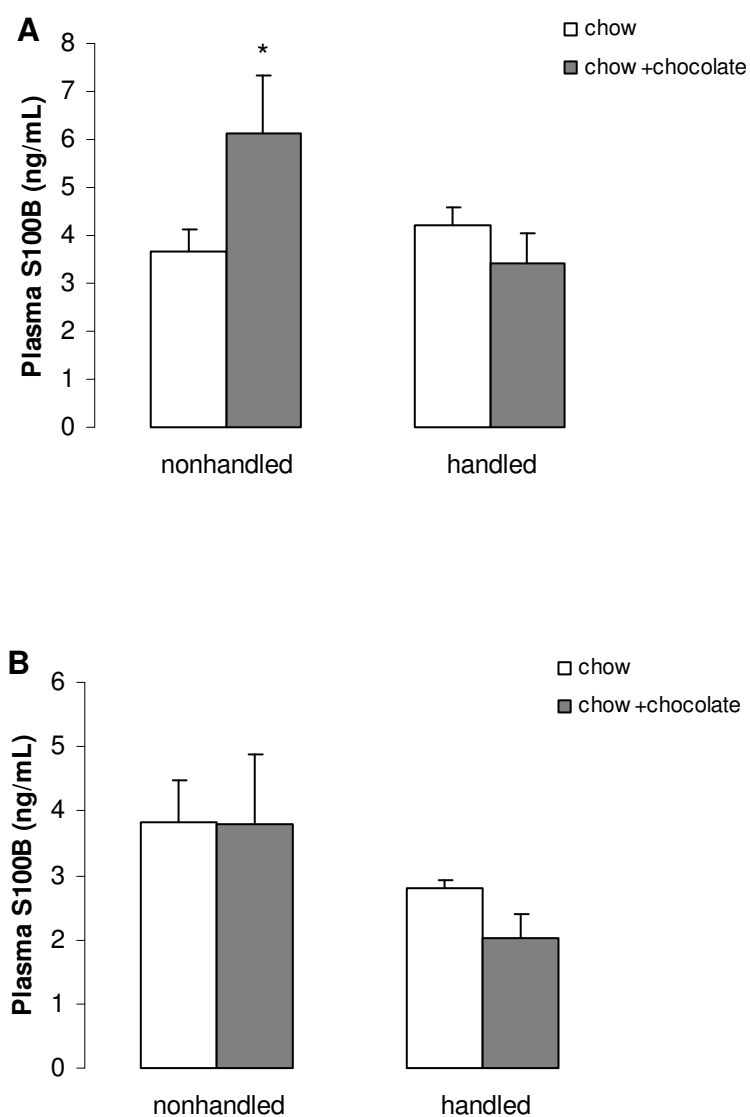 A
chow
chow +chocolate
*
8
7
6
5
4
3
2
1
0
Plasma S100B (ng/mL)
nonhandled
handled
B
chow
chow +chocolate
6
5
4
3
2
1
0
Plasma S100B (ng/mL)
nonhandled
handled